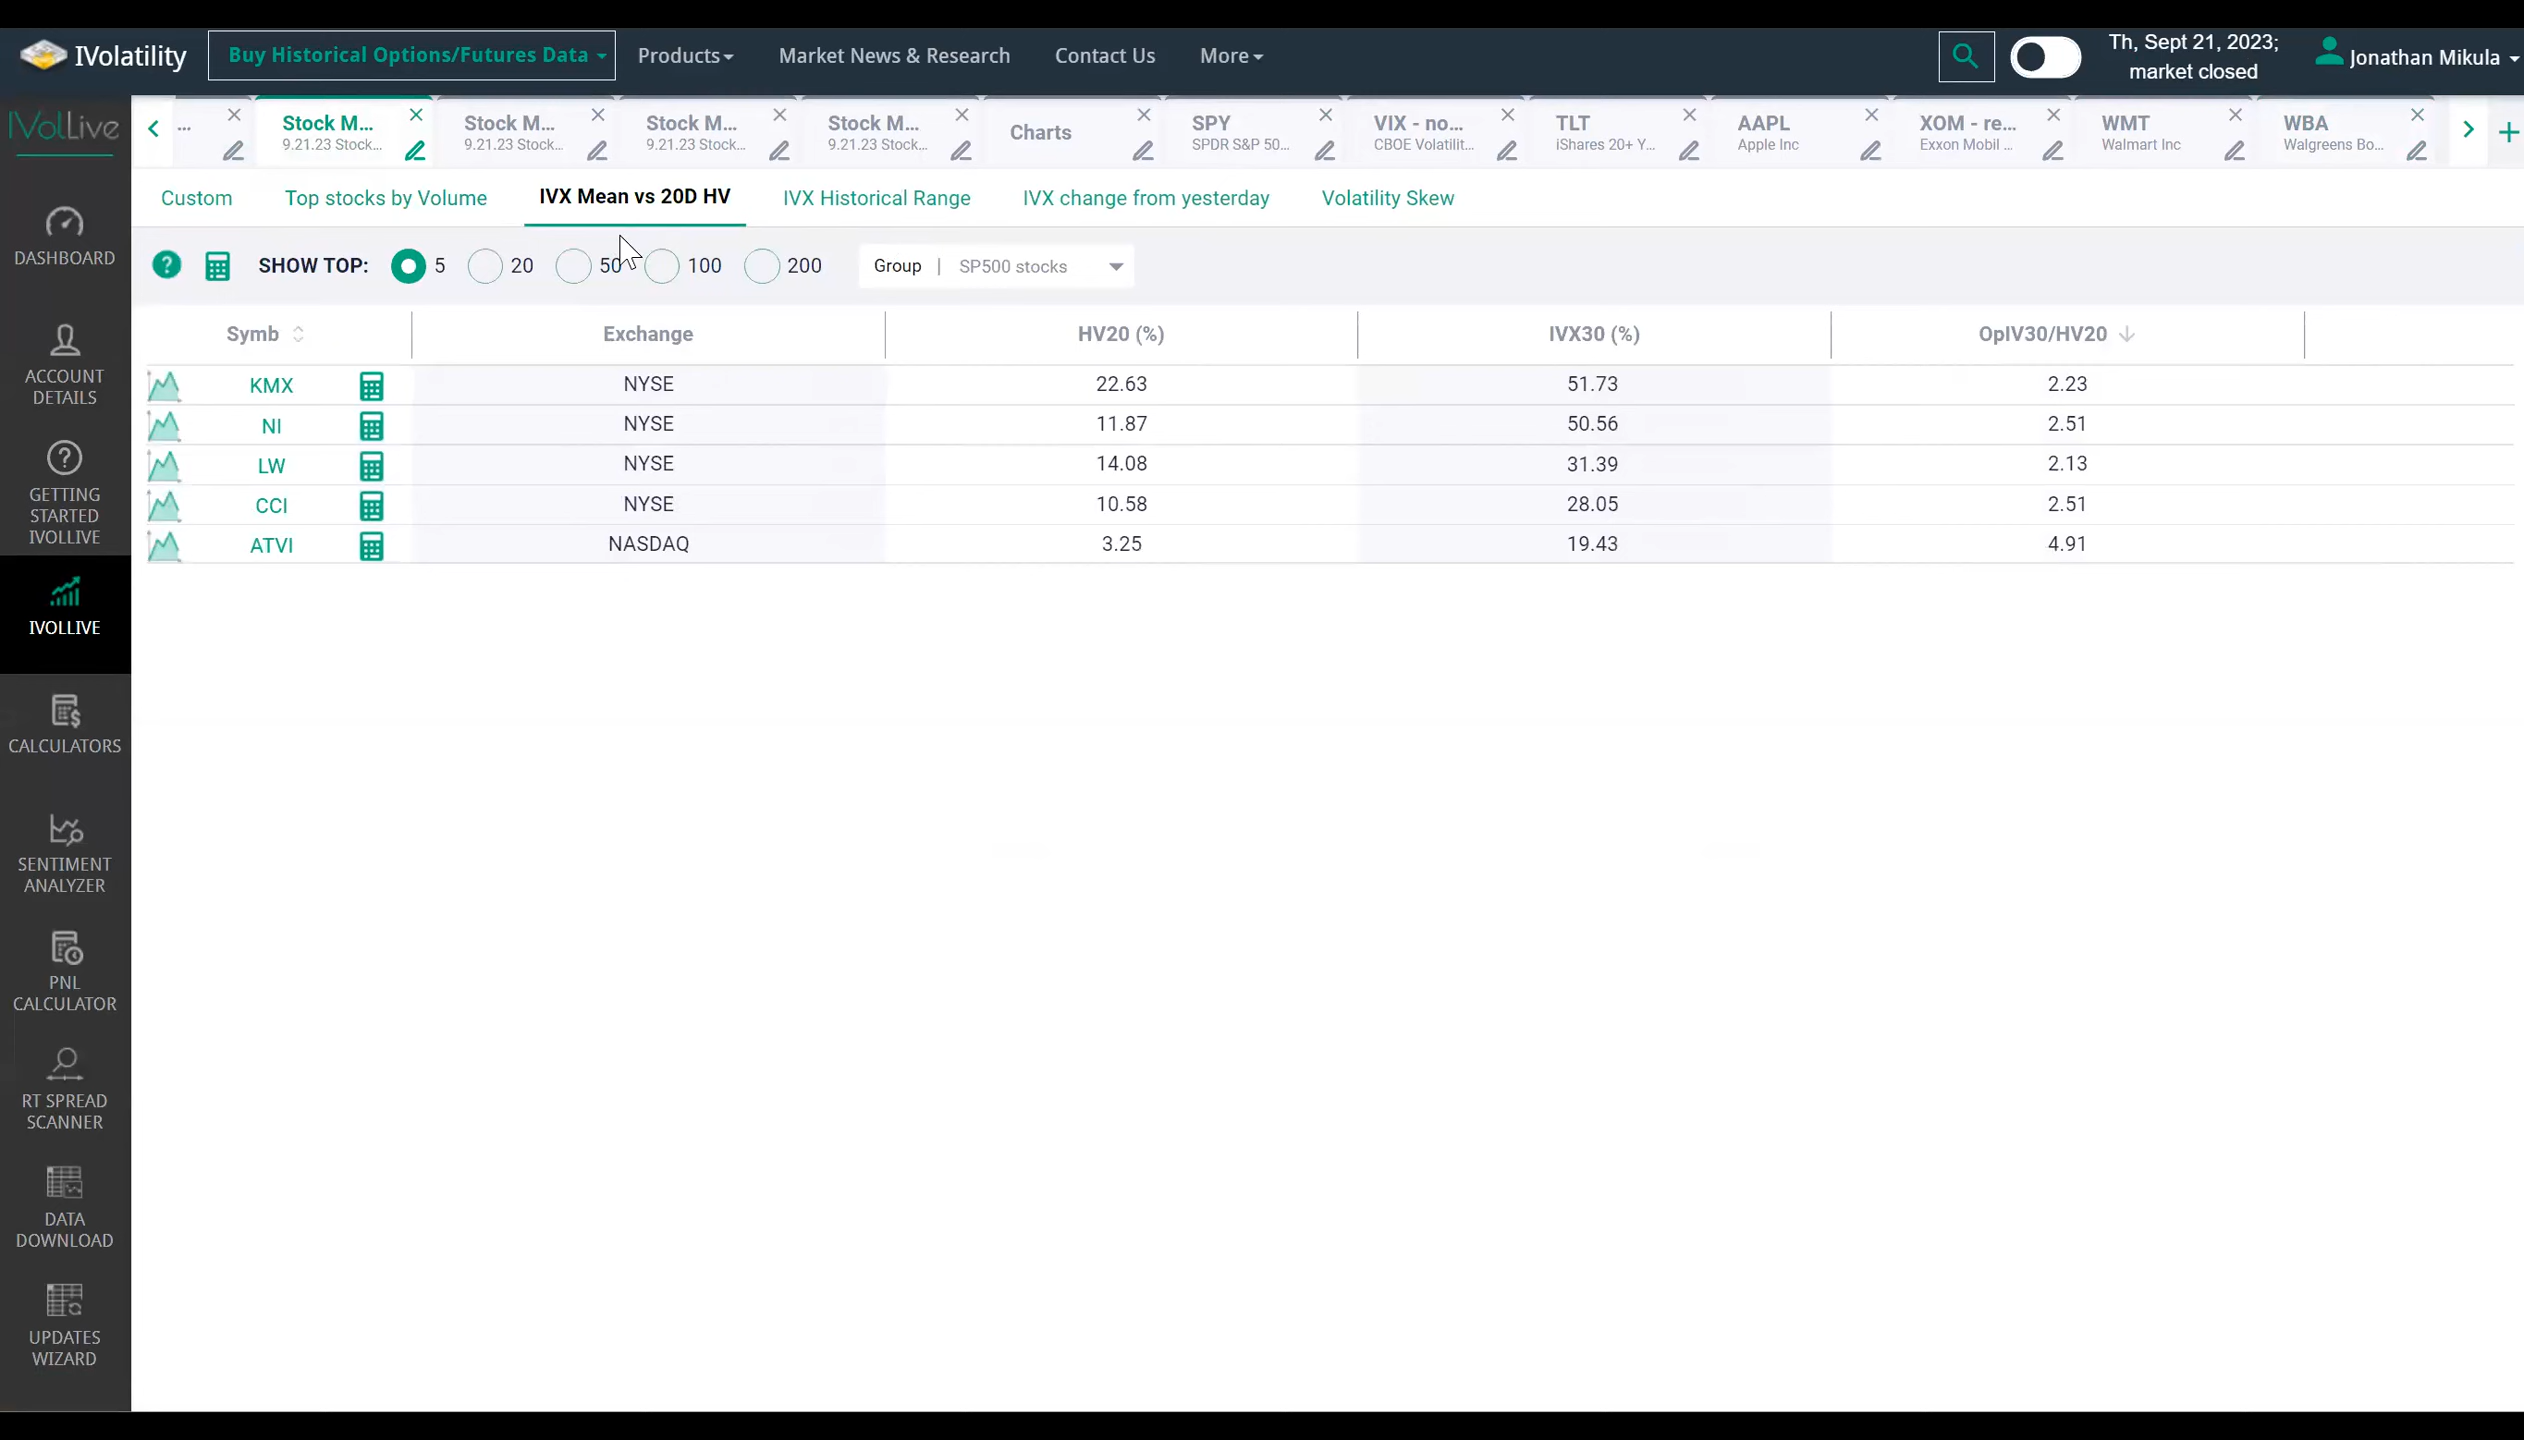 IVolatility
Buy Historical Options/Futures Data
Products
Market News & Research
Contact Us
More
Th, Sept 21, 2023;
market closed
Jonathan Mikula
IVolLive
...
Stock M...
9.21.23 Stock...
Stock M...
9.21.23 Stock...
Stock M...
9.21.23 Stock...
Stock M...
9.21.23 Stock...
Charts
SPY
SPDR S&P 50...
VIX - no...
CBOE Volatilit...
TLT
iShares 20+ Y...
AAPL
Apple Inc
XOM - re...
Exxon Mobil ...
WMT
Walmart Inc
WBA
Walgreens Bo...
Custom
Top stocks by Volume
IVX Mean vs 20D HV
IVX Historical Range
IVX change from yesterday
Volatility Skew
SHOW TOP: 5 20 50 100 200
Group | SP500 stocks
Symb Exchange HV20 (%) IVX30 (%) OpIV30/HV20
KMX NYSE 22.63 51.73 2.23
NI NYSE 11.87 50.56 2.51
LW NYSE 14.08 31.39 2.13
CCI NYSE 10.58 28.05 2.51
ATVI NASDAQ 3.25 19.43 4.91
DASHBOARD
ACCOUNT
DETAILS
GETTING
STARTED
IVOLLIVE
IVOLLIVE
CALCULATORS
SENTIMENT
ANALYZER
PNL
CALCULATOR
RT SPREAD
SCANNER
DATA
DOWNLOAD
UPDATES
WIZARD